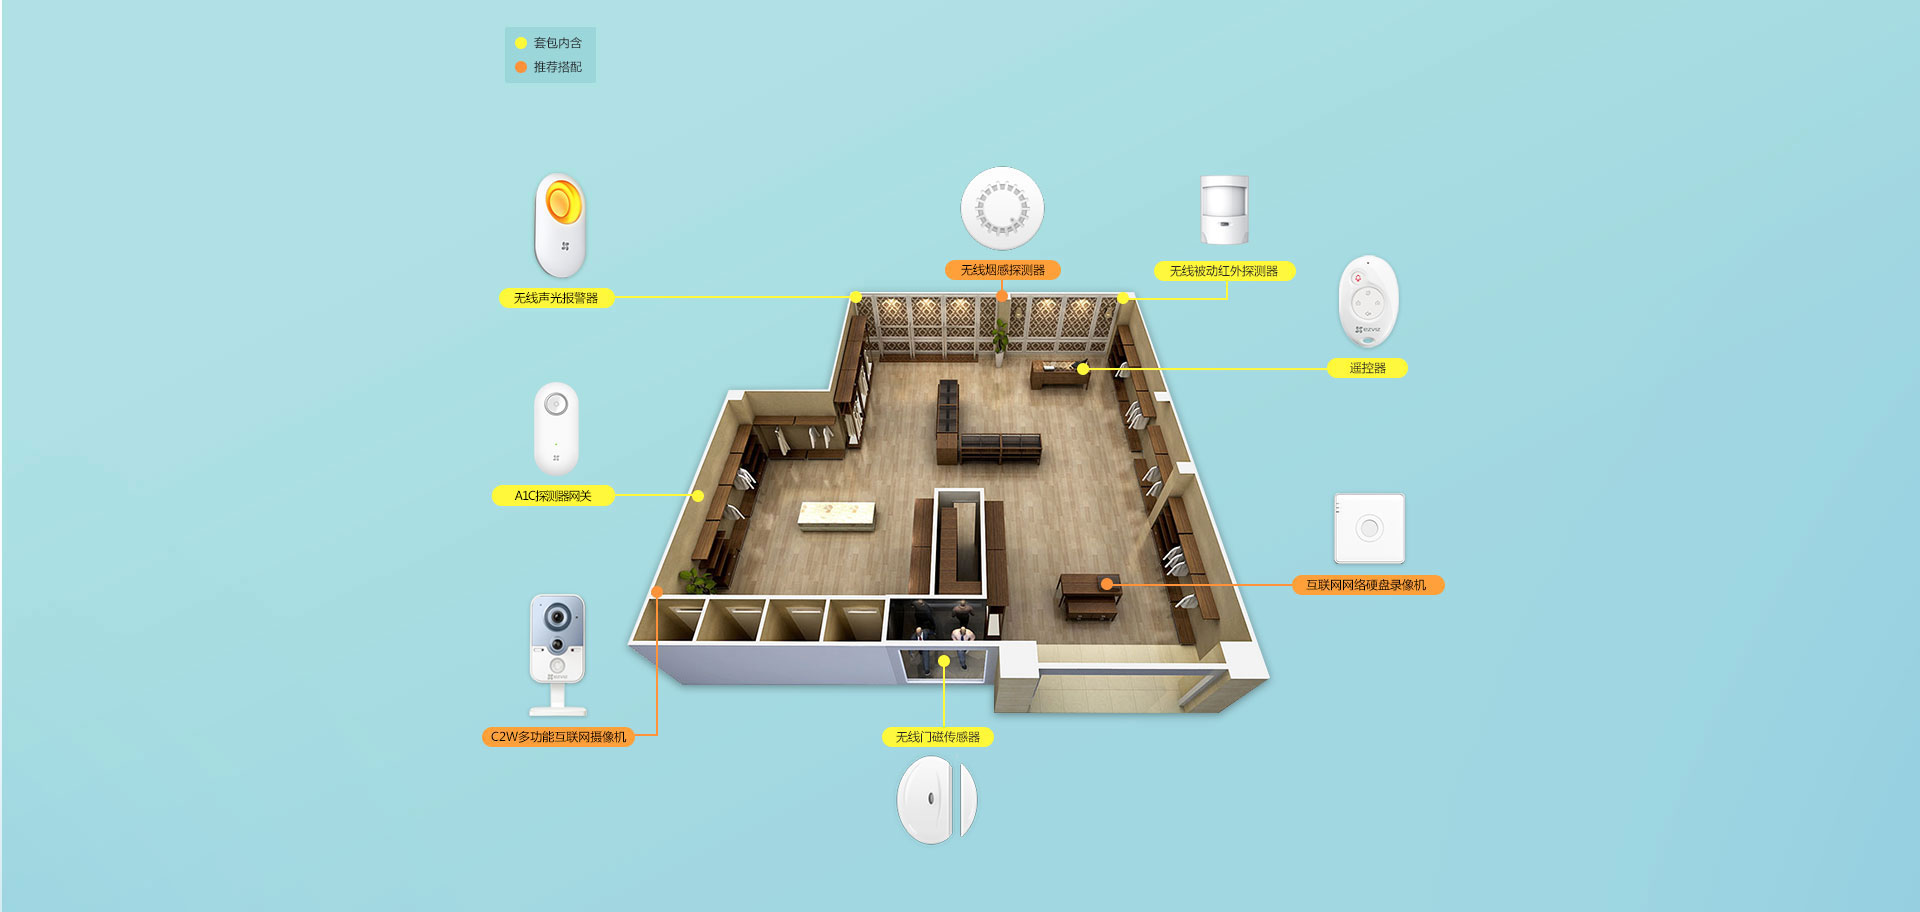 套包内含
推荐搭配
无线烟感探测器
无线被动红外探测器
无线声光报警器
EZVIZ
遥控器
A1C探测器网关
互联网网络硬盘录像机
EZVIZ
C2W多功能互联网摄像机
无线门磁传感器